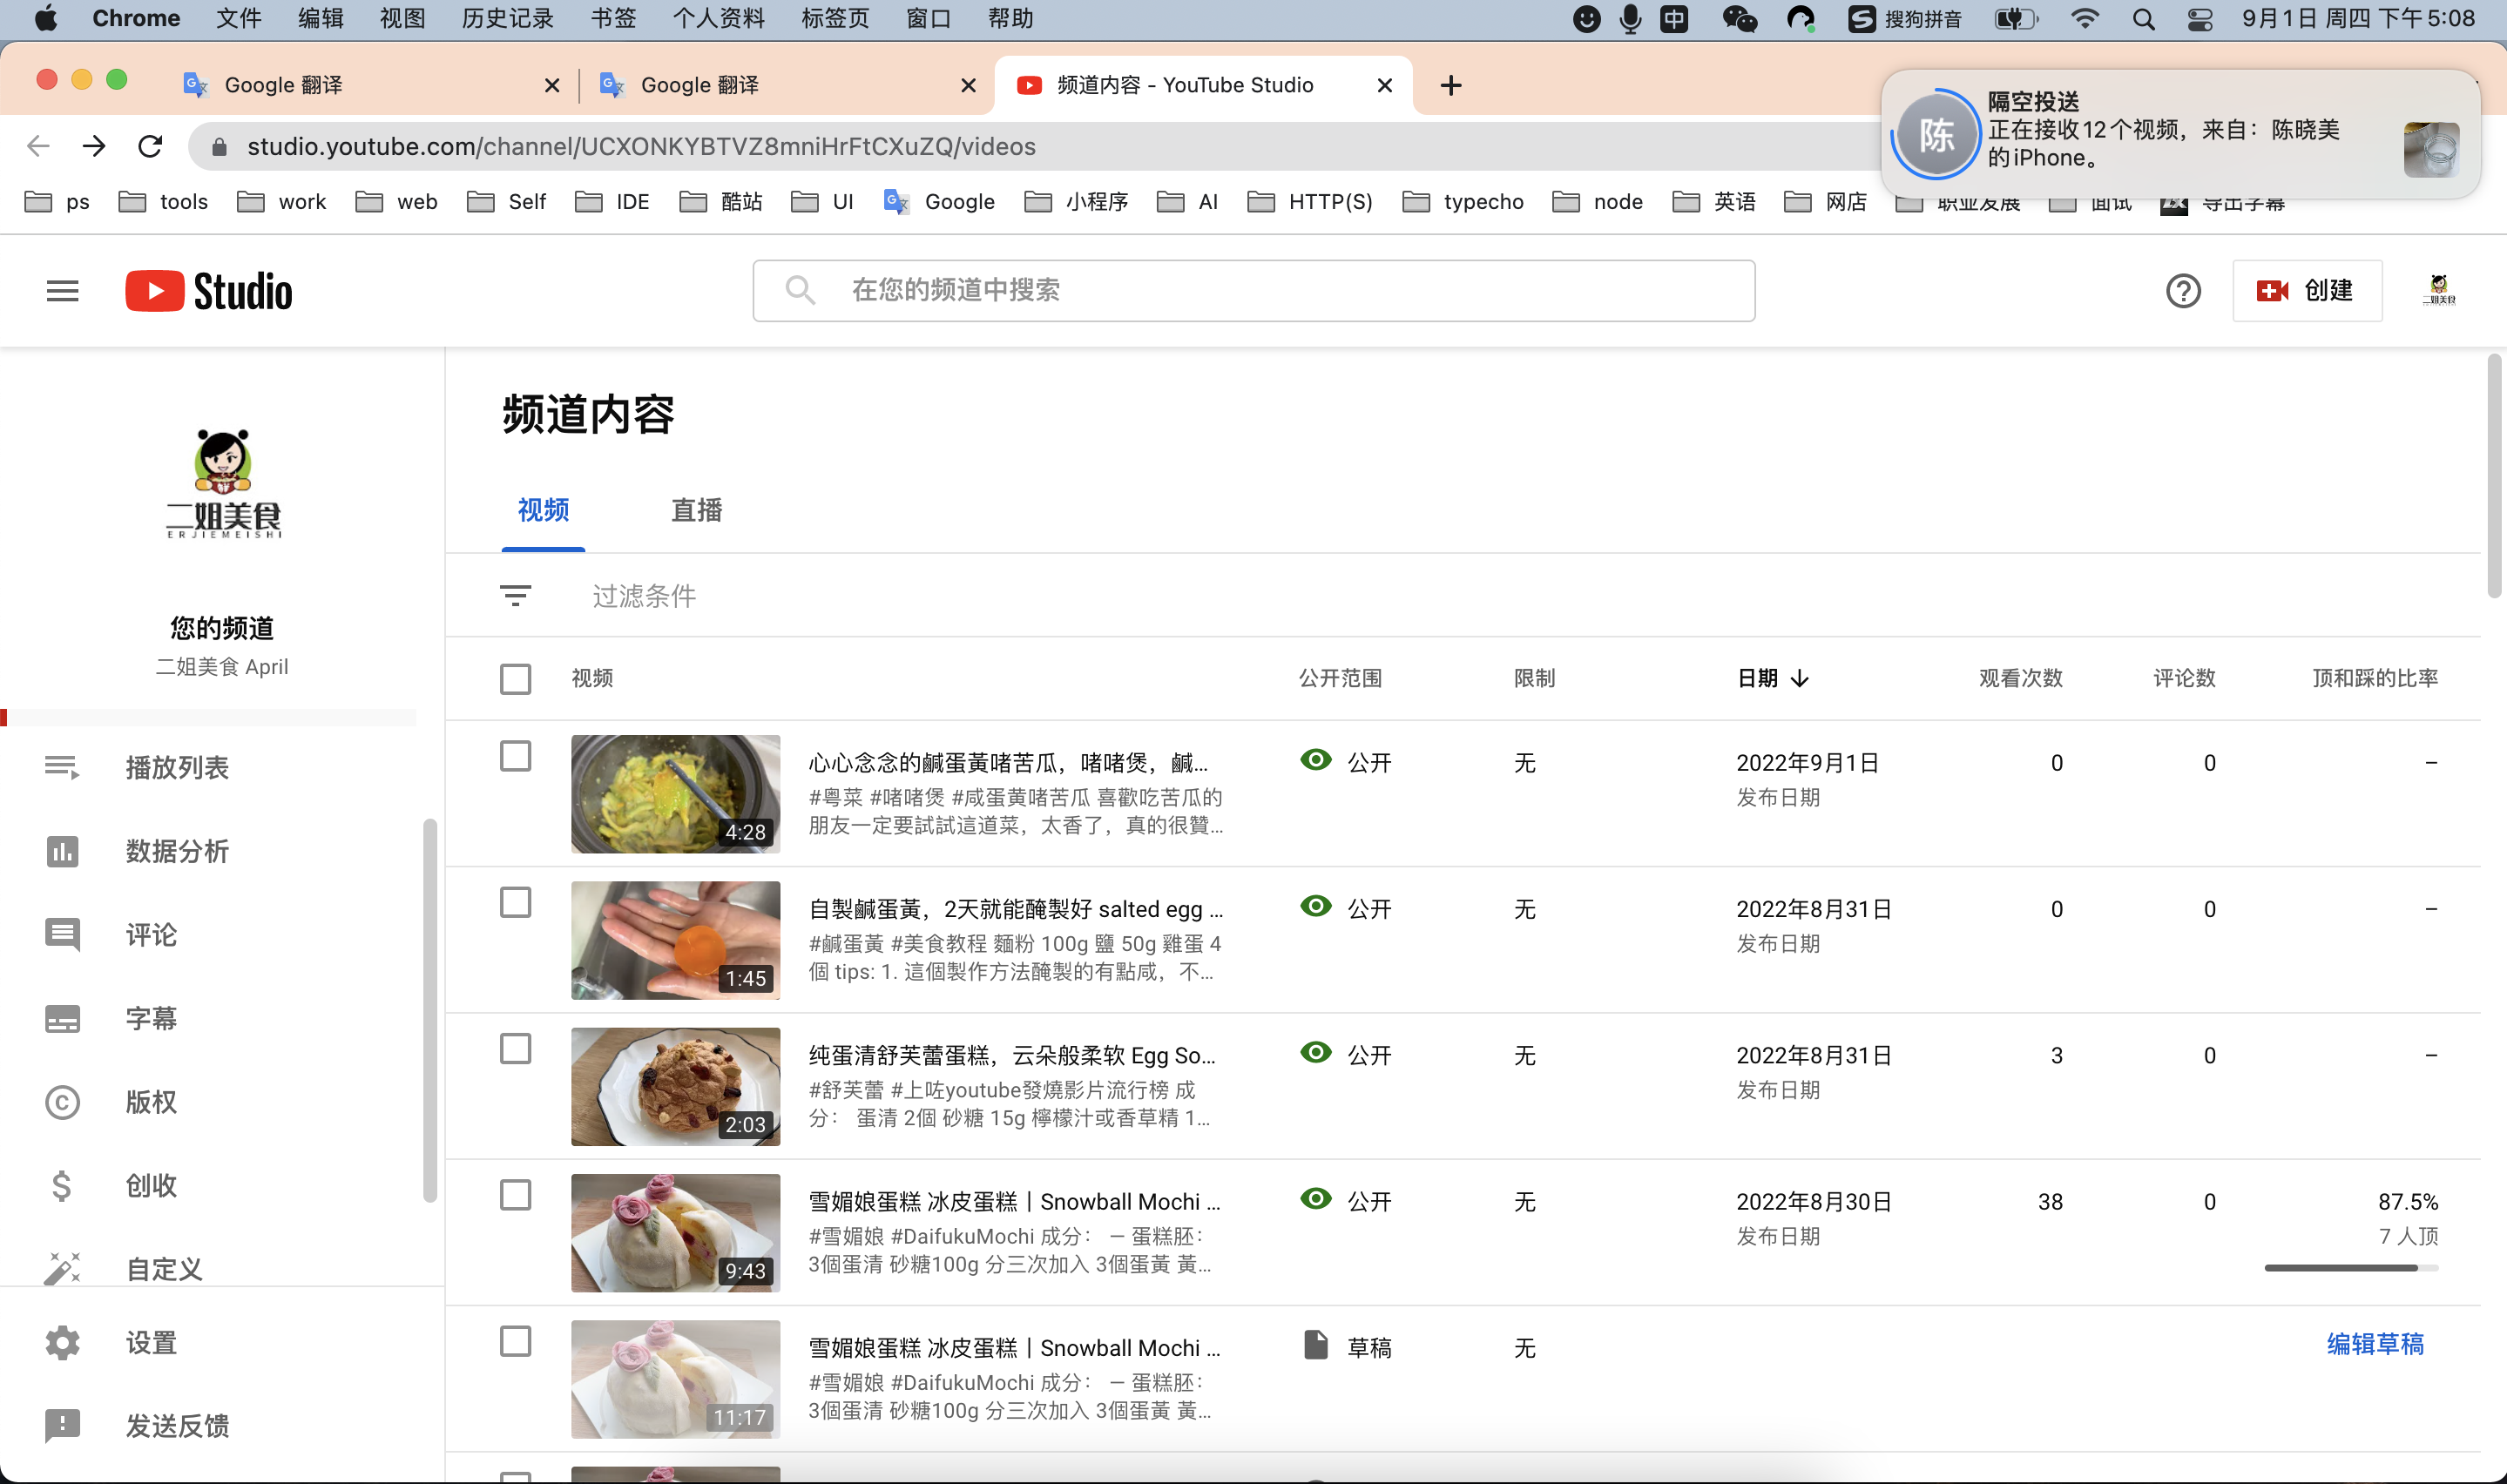 Chrome 文件 编辑 视图 历史记录 书签 个人资料 标签页 窗口 帮助 中 搜狗拼音 9月1日 周四 下午5:08
Google 翻译 Google 翻译 频道内容 - YouTube Studio
隔空投送
陈 正在接收12个视频，来自：陈晓美
的iPhone。
studio.youtube.com/channel/UCXONKYBTVZ8mniHrFtCXuZQ/videos
ps tools work web Self IDE 酷站 UI Google 小程序 AI HTTP(S) typecho node 英语 网店 职业发展 面试 导出字幕
Studio 在您的频道中搜索 创建
二姐美食
ERJIEMEISHI
您的频道
二姐美食 April
播放列表
数据分析
评论
字幕
版权
创收
自定义
设置
发送反馈
频道内容
视频 直播
过滤条件
视频 公开范围 限制 日期 观看次数 评论数 顶和踩的比率
心心念念的鹹蛋黃啫苦瓜，啫啫煲，鹹... 公开 无 2022年9月1日 0 0 –
#粤菜 #啫啫煲 #咸蛋黄啫苦瓜 喜歡吃苦瓜的 发布日期
朋友一定要試試這道菜，太香了，真的很贊...
4:28
自製鹹蛋黃，2天就能醃製好 salted egg ... 公开 无 2022年8月31日 0 0 –
#鹹蛋黃 #美食教程 麵粉 100g 鹽 50g 雞蛋 4 发布日期
個 tips: 1. 這個製作方法醃製的有點咸，不...
1:45
纯蛋清舒芙蕾蛋糕，云朵般柔软 Egg So... 公开 无 2022年8月31日 3 0 –
#舒芙蕾 #上咗youtube發燒影片流行榜 成 发布日期
分： 蛋清 2個 砂糖 15g 檸檬汁或香草精 1...
2:03
雪媚娘蛋糕 冰皮蛋糕丨Snowball Mochi ... 公开 无 2022年8月30日 38 0 87.5%
#雪媚娘 #DaifukuMochi 成分： — 蛋糕胚： 发布日期 7 人顶
3個蛋清 砂糖100g 分三次加入 3個蛋黃 黃...
9:43
雪媚娘蛋糕 冰皮蛋糕丨Snowball Mochi ... 草稿 无 编辑草稿
#雪媚娘 #DaifukuMochi 成分： — 蛋糕胚：
3個蛋清 砂糖100g 分三次加入 3個蛋黃 黃...
11:17